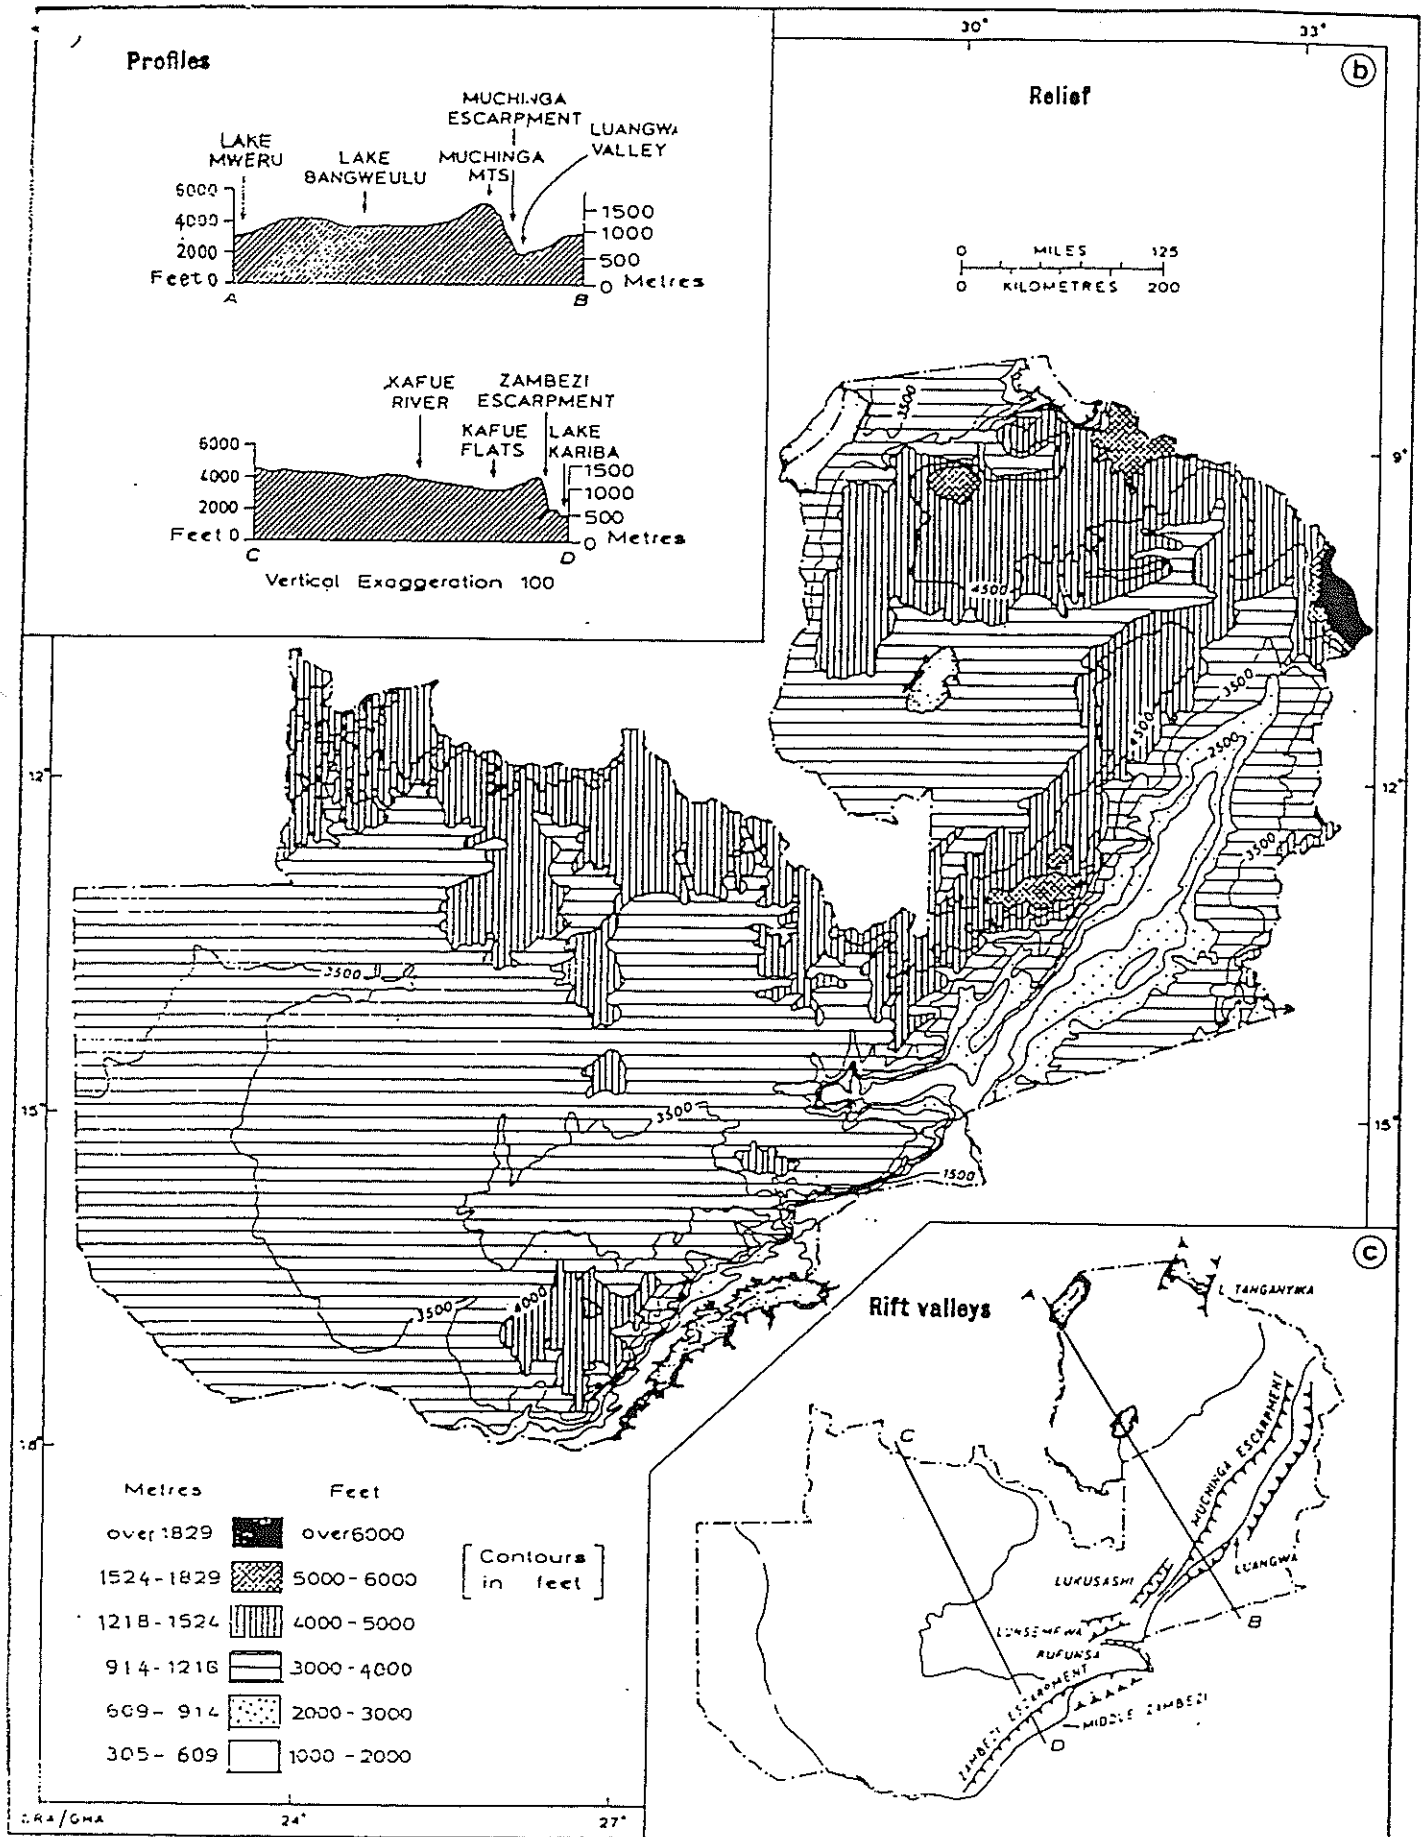 Profiles
MUCHINGA
ESCARPMENT
LUANGWA
VALLEY
LAKE
MWERU
LAKE
BANGWEULU
MUCHINGA
MTS
6000
4000
2000
Feet 0
1500
1000
500
0 Metres
A
B
KAFUE
RIVER
ZAMBEZI
ESCARPMENT
KAFUE
FLATS
LAKE
KARIBA
6000
4000
2000
Feet 0
1500
1000
500
0 Metres
C
D
Vertical Exaggeration 100
30°
33°
b
Relief
0 MILES 125
0 KILOMETRES 200
3500
9°
4500
3500
4500
2500
12°
12°
3500
3500
3500
15°
15°
1500
3500
4000
18°
c
Rift valleys
A
L. TANGANYIKA
C
MUCHINGA ESCARPMENT
LUANGWA
LUKUSASHI
B
LUNSEMFWA
RUFUNSA
ZAMBEZI ESCARPMENT
MIDDLE ZAMBEZI
D
Metres Feet
over 1829 over 6000
1524-1829 5000-6000
1218-1524 4000-5000
914-1218 3000-4000
609-914 2000-3000
305-609 1000-2000
[Contours
in feet]
24°
27°